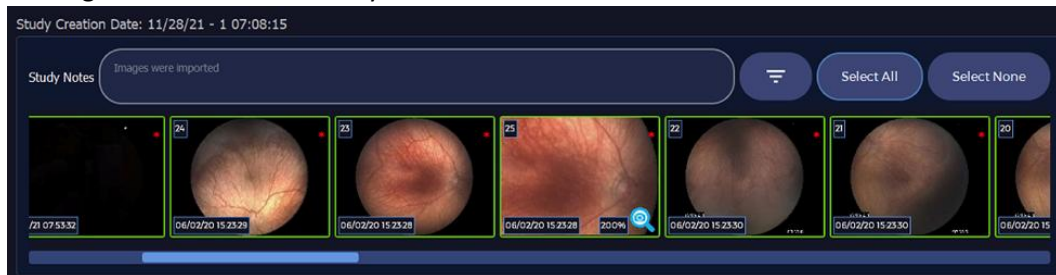 Study Creation Date: 11/28/21 - 1 07:08:15
Study Notes
Images were imported
Select All
Select None
24
23
25
22
21
20
/21 07:53:32
06/02/20 15:23:29
06/02/20 15:23:28
06/02/20 15:23:28
200%
06/02/20 15:23:30
06/02/20 15:23:30
06/02/20 15